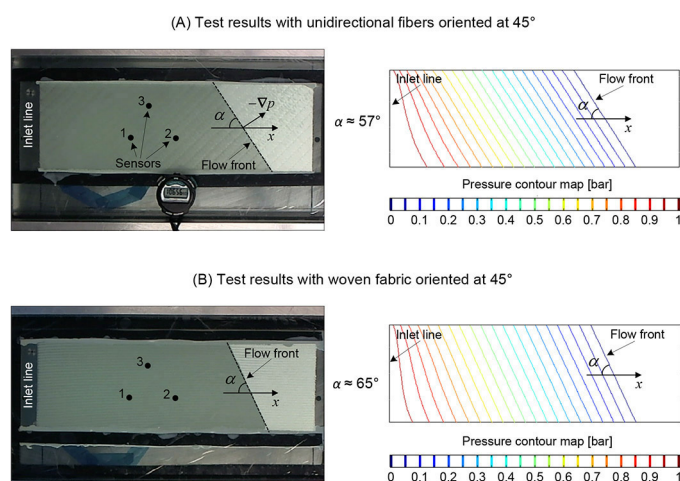 (A) Test results with unidirectional fibers oriented at 45°
Inlet line
3
1
2
Sensors
α
−∇p
x
Flow front
α ≈ 57°
Inlet line
Flow front
α
x
Pressure contour map [bar]
0 0.1 0.2 0.3 0.4 0.5 0.6 0.7 0.8 0.9 1
(B) Test results with woven fabric oriented at 45°
Inlet line
3
1
2
Flow front
α
x
α ≈ 65°
Inlet line
Flow front
α
x
Pressure contour map [bar]
0 0.1 0.2 0.3 0.4 0.5 0.6 0.7 0.8 0.9 1